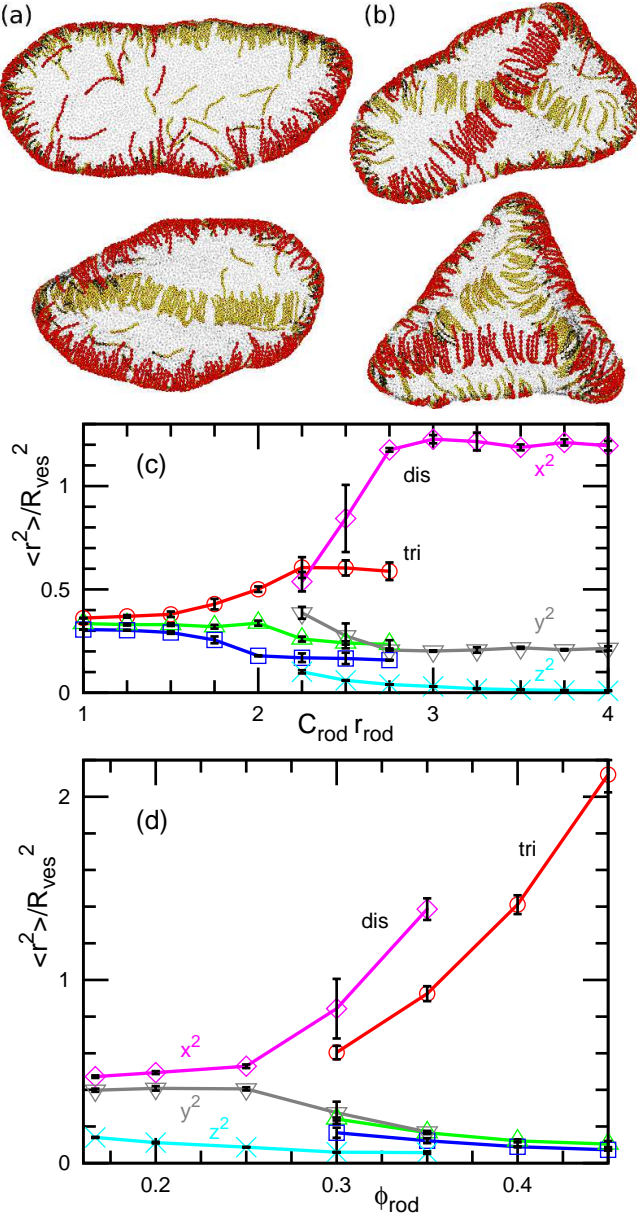 (a)
(b)
(c)
<r²>/R_ves²
1
0.5
0
dis
tri
x²
y²
z²
1
2
3
4
C_rod r_rod
(d)
<r²>/R_ves²
2
1
0
tri
dis
x²
y²
z²
0.2
0.3
0.4
ϕ_rod